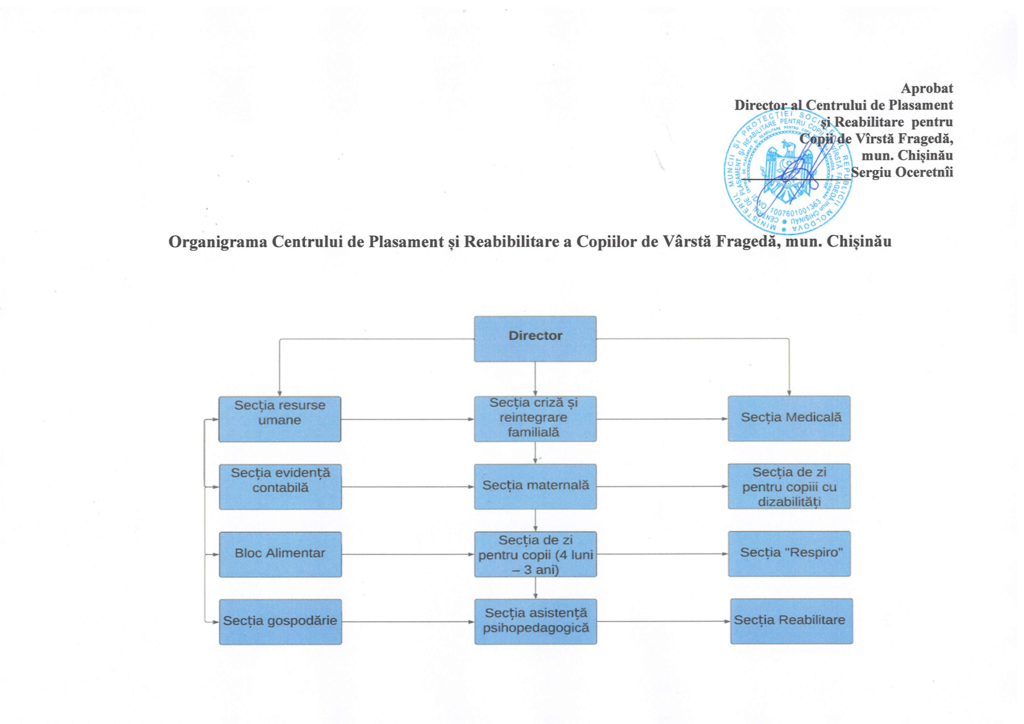 Aprobat
Director al Centrului de Plasament
și Reabilitare pentru
Copii de Vîrstă Fragedă,
mun. Chișinău
Sergiu Oceretnîi
1007601001363
Organigrama Centrului de Plasament și Reabibilitare a Copiilor de Vârstă Fragedă, mun. Chișinău
Director
Secția resurse
umane
Secția criză și
reintegrare
familială
Secția Medicală
Secția evidență
contabilă
Secția maternală
Secția de zi
pentru copiii cu
dizabilități
Bloc Alimentar
Secția de zi
pentru copii (4 luni
– 3 ani)
Secția "Respiro"
Secția gospodărie
Secția asistență
psihopedagogică
Secția Reabilitare